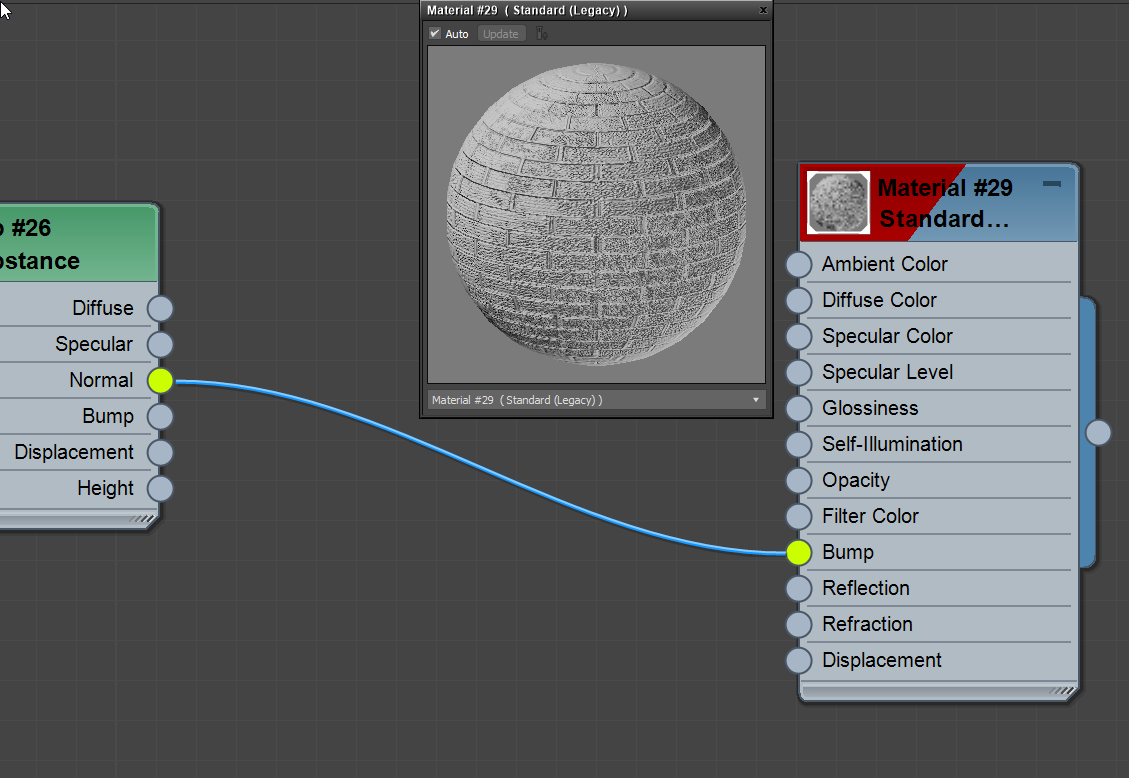 Material #29 ( Standard (Legacy) )
x
Auto
Update
Material #29 ( Standard (Legacy) )
#26
Diffuse
Specular
Normal
Bump
Displacement
Height
Material #29
Standard...
Ambient Color
Diffuse Color
Specular Color
Specular Level
Glossiness
Self-Illumination
Opacity
Filter Color
Bump
Reflection
Refraction
Displacement